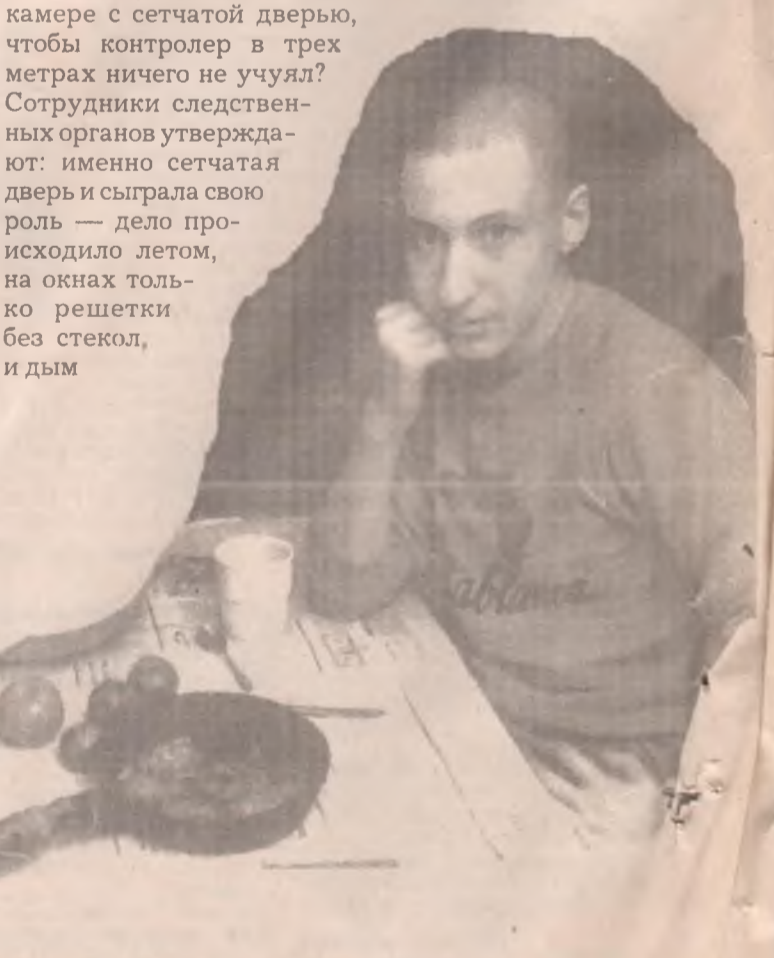 камере с сетчатой дверью,
чтобы контролер в трех
метрах ничего не учуял?
Сотрудники следствен-
ных органов утвержда-
ют: именно сетчатая
дверь и сыграла свою
роль — дело про-
исходило летом,
на окнах толь-
ко решетки
без стекол,
и дым